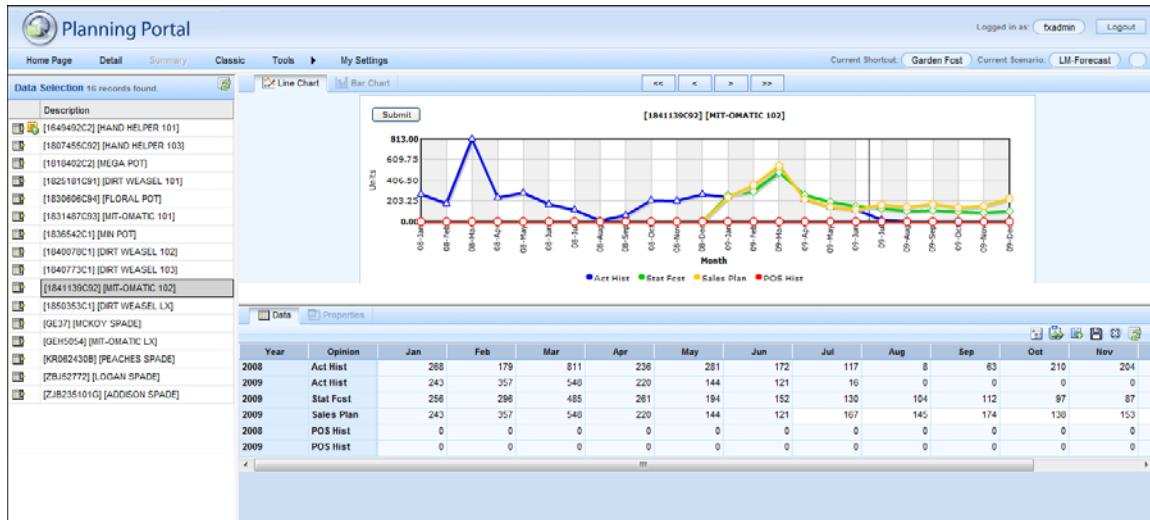 Planning Portal
Logged in as: txadmin Logout
Home Page Detail Summary Classic Tools My Settings Current Shortcut: Garden Fcst Current Scenario: LM-Forecast
Data Selection 16 records found.
Description
[1649492C2] [HAND HELPER 101]
[1807455C92] [HAND HELPER 103]
[1818402C2] [MEGA POT]
[1825181C91] [DIRT WEASEL 101]
[1830606C94] [FLORAL POT]
[1831487C93] [MIT-OMATIC 101]
[1836542C1] [MIN POT]
[1840078C1] [DIRT WEASEL 102]
[1840773C1] [DIRT WEASEL 103]
[1841139C92] [MIT-OMATIC 102]
[1850353C1] [DIRT WEASEL LX]
[GE37] [MCKOY SPADE]
[GEH5054] [MIT-OMATIC LX]
[KR062430B] [PEACHES SPADE]
[ZBJ52772] [LOGAN SPADE]
[ZJB235101G] [ADDISON SPADE]
Line Chart Bar Chart << < > >>
Submit [1841139C92] [MIT-OMATIC 102]
813.00
609.75
406.50
203.25
0.00
Units
08-Jan 08-Feb 08-Mar 08-Apr 08-May 08-Jun 08-Jul 08-Aug 08-Sep 08-Oct 08-Nov 08-Dec 09-Jan 09-Feb 09-Mar 09-Apr 09-May 09-Jun 09-Jul 09-Aug 09-Sep 09-Oct 09-Nov 09-Dec
Month
Act Hist Stat Fcst Sales Plan POS Hist
Data Properties
Year Opinion Jan Feb Mar Apr May Jun Jul Aug Sep Oct Nov
2008 Act Hist 268 179 811 236 281 172 117 8 63 210 204
2009 Act Hist 243 357 548 220 144 121 16 0 0 0 0
2009 Stat Fcst 256 296 485 261 194 152 130 104 112 97 87
2009 Sales Plan 243 357 548 220 144 121 167 145 174 138 153
2008 POS Hist 0 0 0 0 0 0 0 0 0 0 0
2009 POS Hist 0 0 0 0 0 0 0 0 0 0 0